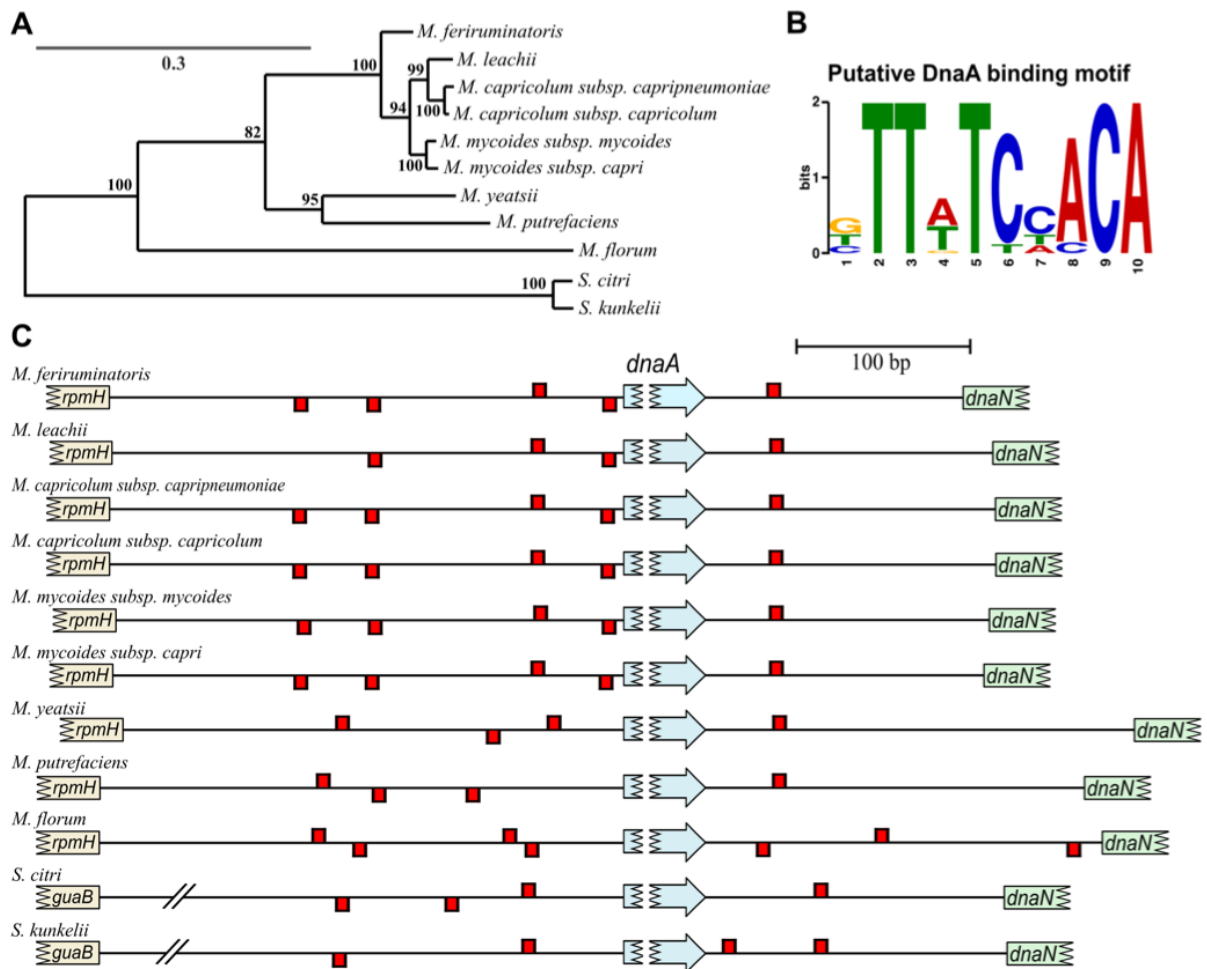 A
0.3
100
M. feriruminatoris
99
M. leachii
M. capricolum subsp. capripneumoniae
94
100
M. capricolum subsp. capricolum
82
M. mycoides subsp. mycoides
100
M. mycoides subsp. capri
100
95
M. yeatsii
M. putrefaciens
M. florum
100
S. citri
S. kunkelii
B
Putative DnaA binding motif
2
bits
1
0
G T C T T A T T C T C T A A C C A
1 2 3 4 5 6 7 8 9 10
C
dnaA
100 bp
M. feriruminatoris
rpmH dnaN
M. leachii
rpmH dnaN
M. capricolum subsp. capripneumoniae
rpmH dnaN
M. capricolum subsp. capricolum
rpmH dnaN
M. mycoides subsp. mycoides
rpmH dnaN
M. mycoides subsp. capri
rpmH dnaN
M. yeatsii
rpmH dnaN
M. putrefaciens
rpmH dnaN
M. florum
rpmH dnaN
S. citri
guaB dnaN
S. kunkelii
guaB dnaN